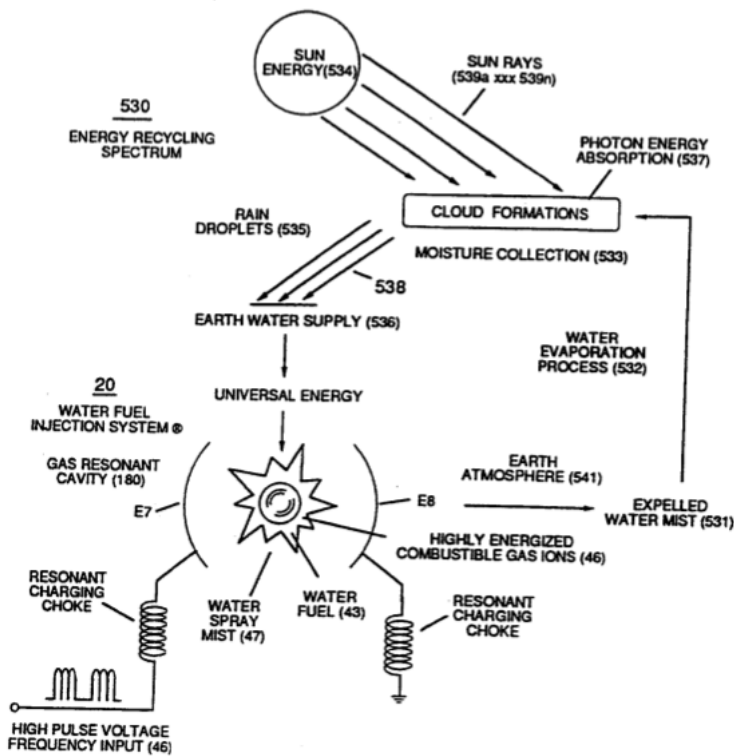 SUN
ENERGY(534)
SUN RAYS
(539a xxx 539n)
530
ENERGY RECYCLING
SPECTRUM
PHOTON ENERGY
ABSORPTION (537)
CLOUD FORMATIONS
RAIN
DROPLETS (535)
MOISTURE COLLECTION (533)
538
EARTH WATER SUPPLY (536)
WATER
EVAPORATION
PROCESS (532)
UNIVERSAL ENERGY
20
WATER FUEL
INJECTION SYSTEM ®
GAS RESONANT
CAVITY (180)
E7
E8
EARTH
ATMOSPHERE (541)
EXPELLED
WATER MIST (531)
HIGHLY ENERGIZED
COMBUSTIBLE GAS IONS (46)
RESONANT
CHARGING
CHOKE
WATER
SPRAY
MIST (47)
WATER
FUEL (43)
RESONANT
CHARGING
CHOKE
HIGH PULSE VOLTAGE
FREQUENCY INPUT (46)